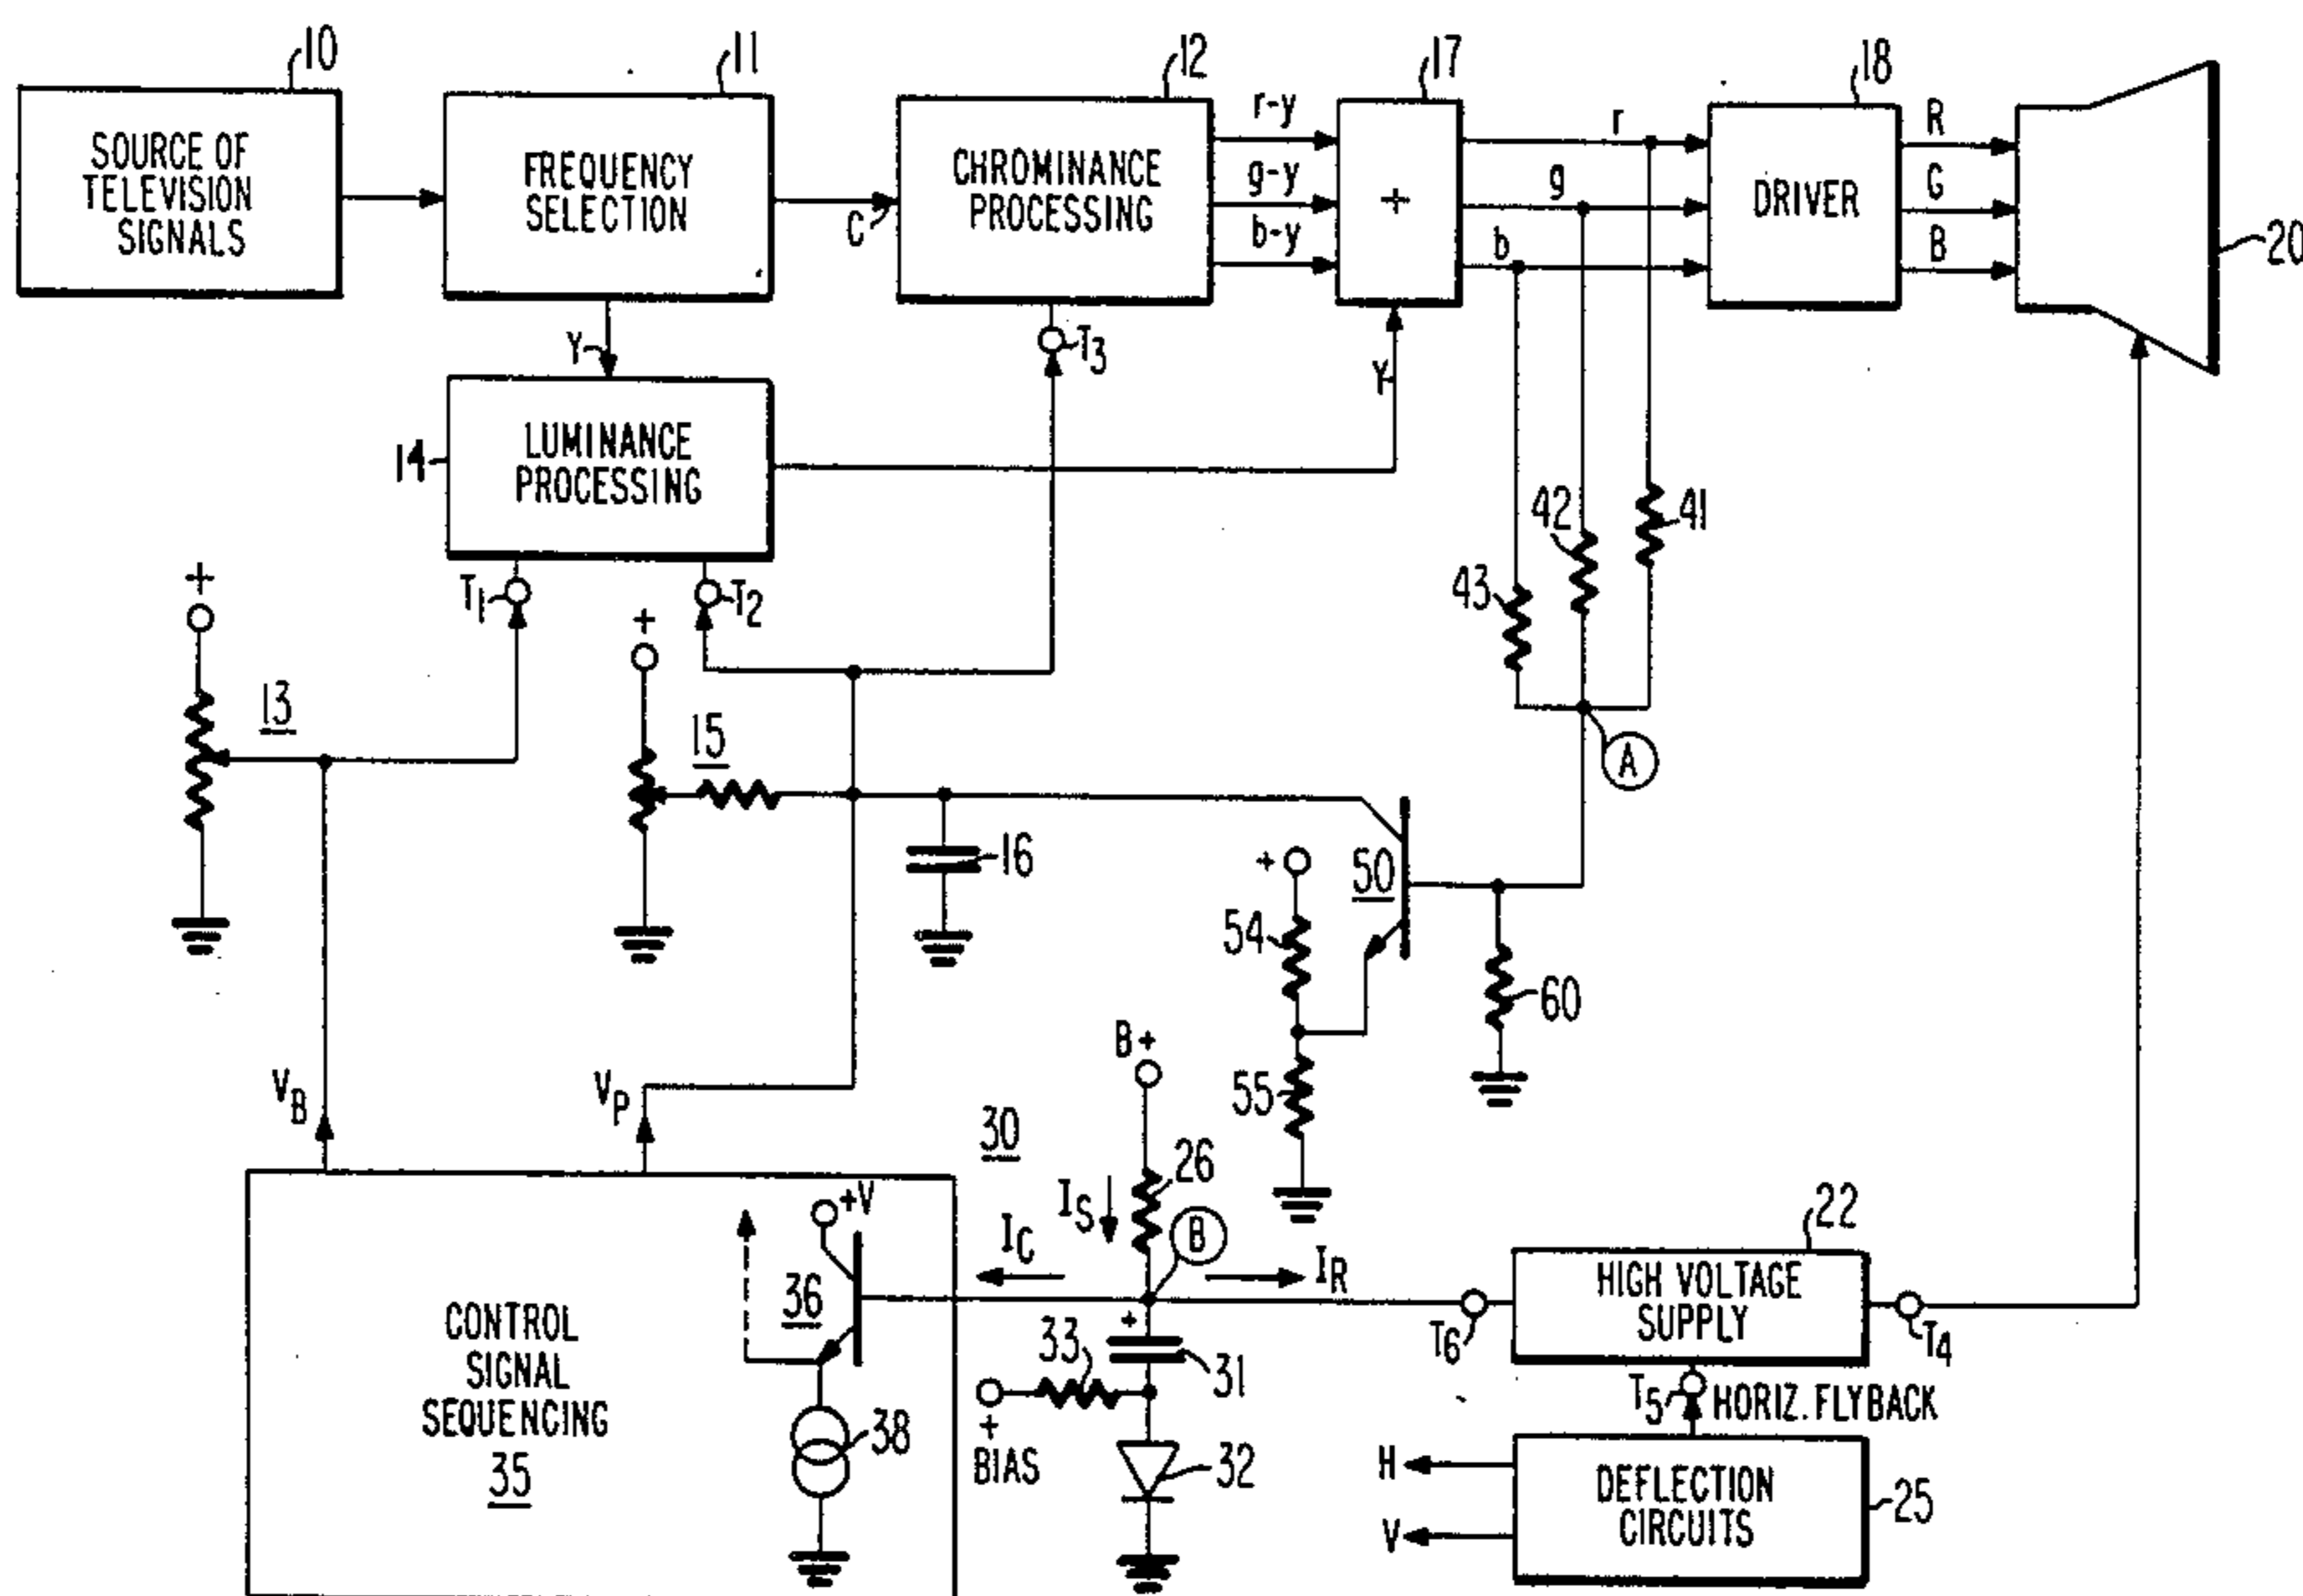 10
11
12
17
18
SOURCE OF
TELEVISION
SIGNALS
FREQUENCY
SELECTION
C
CHROMINANCE
PROCESSING
r-y
g-y
b-y
+
r
g
b
DRIVER
R
G
B
20
Y
T3
Y
14
LUMINANCE
PROCESSING
T1
T2
43
42
41
+
13
+
15
A
16
+
50
54
60
55
VB
VP
30
B+
26
IS
IC
B
IR
22
HIGH VOLTAGE
SUPPLY
T6
T4
+V
36
38
CONTROL
SIGNAL
SEQUENCING
35
+
33
31
+
BIAS
32
T5
HORIZ. FLYBACK
H
V
DEFLECTION
CIRCUITS
25